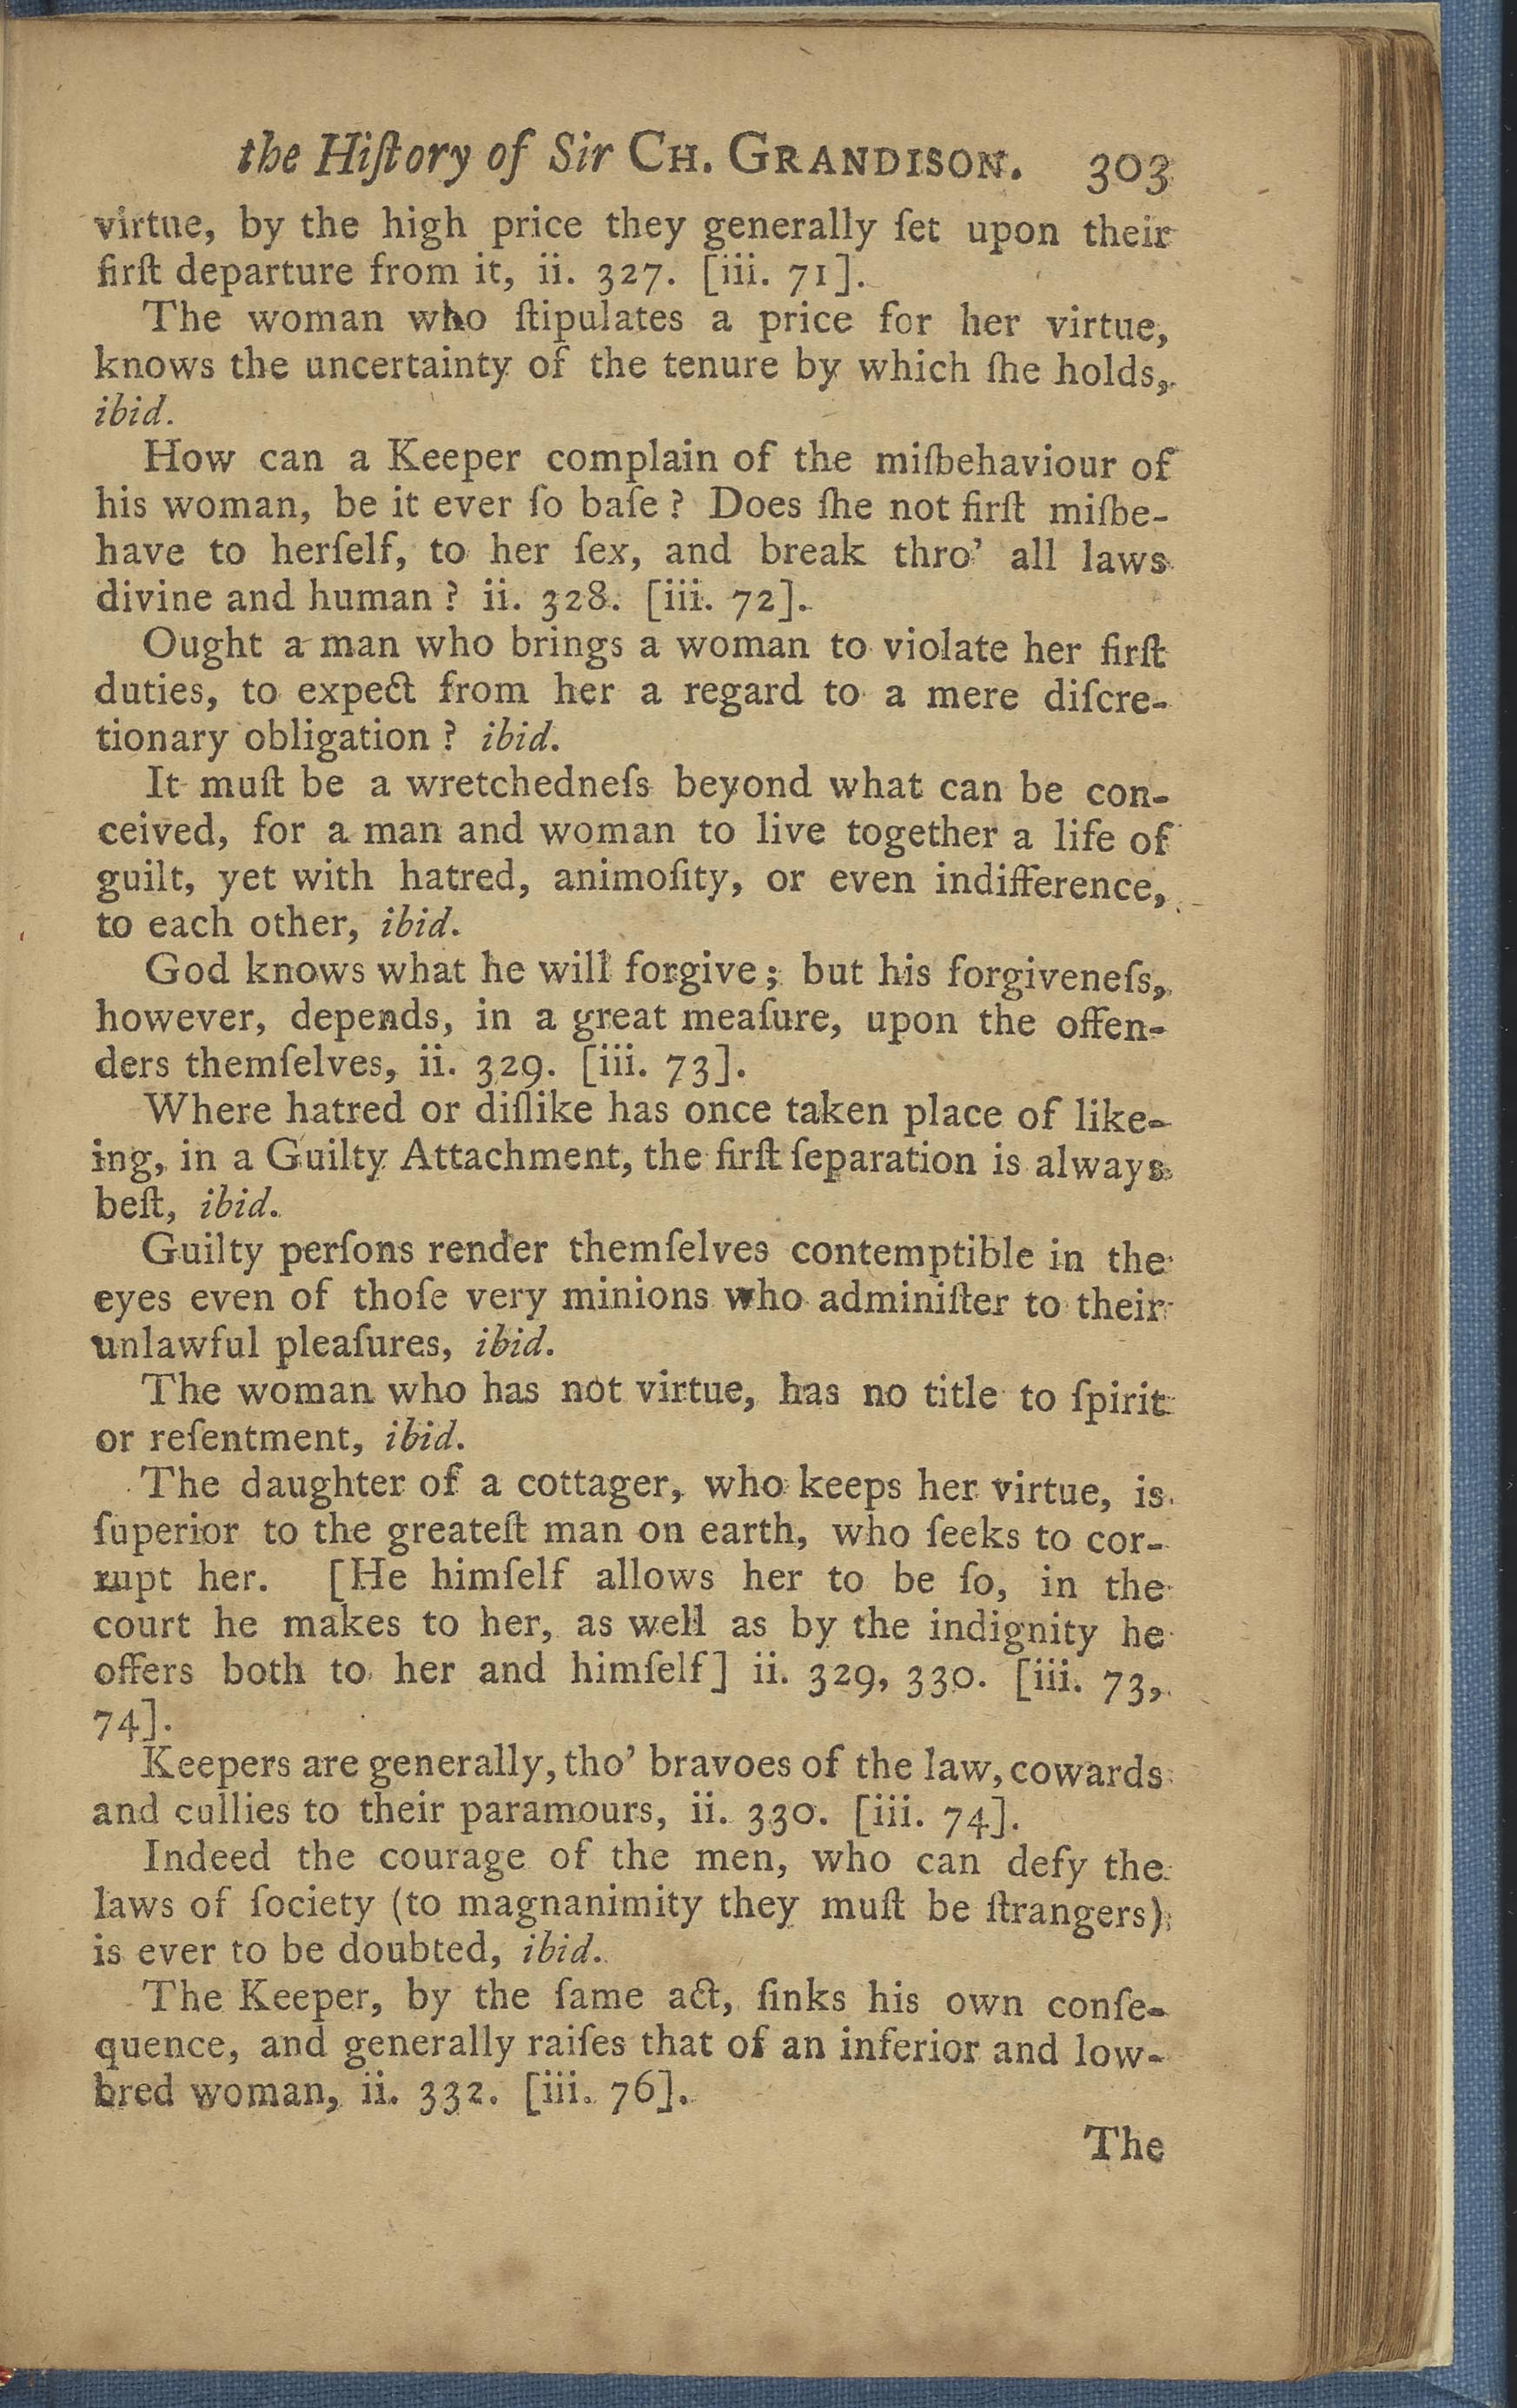 the Hiſtory of Sir CH. GRANDISON. 303
virtue, by the high price they generally ſet upon their
firſt departure from it, ii. 327. [iii. 71].
The woman who ſtipulates a price for her virtue,
knows the uncertainty of the tenure by which ſhe holds,
ibid.
How can a Keeper complain of the miſbehaviour of
his woman, be it ever ſo baſe? Does ſhe not firſt miſbe-
have to herſelf, to her ſex, and break thro' all laws
divine and human? ii. 328. [iii. 72].
Ought a man who brings a woman to violate her firſt
duties, to expect from her a regard to a mere diſcre-
tionary obligation? ibid.
It muſt be a wretchedneſs beyond what can be con-
ceived, for a man and woman to live together a life of
guilt, yet with hatred, animoſity, or even indifference,
to each other, ibid.
God knows what he will forgive; but his forgiveneſs,
however, depends, in a great meaſure, upon the offen-
ders themſelves, ii. 329. [iii. 73].
Where hatred or diſlike has once taken place of like-
ing, in a Guilty Attachment, the firſt ſeparation is always
beſt, ibid.
Guilty perſons render themſelves contemptible in the
eyes even of thoſe very minions who adminiſter to their
unlawful pleaſures, ibid.
The woman who has not virtue, has no title to ſpirit
or reſentment, ibid.
The daughter of a cottager, who keeps her virtue, is
ſuperior to the greateſt man on earth, who ſeeks to cor-
rupt her. [He himſelf allows her to be ſo, in the
court he makes to her, as well as by the indignity he
offers both to her and himſelf] ii. 329, 330. [iii. 73,
74].
Keepers are generally, tho' bravoes of the law, cowards
and cullies to their paramours, ii. 330. [iii. 74].
Indeed the courage of the men, who can defy the
laws of ſociety (to magnanimity they muſt be ſtrangers)
is ever to be doubted, ibid.
The Keeper, by the ſame act, ſinks his own conſe-
quence, and generally raiſes that of an inferior and low-
bred woman, ii. 332. [iii. 76].
The